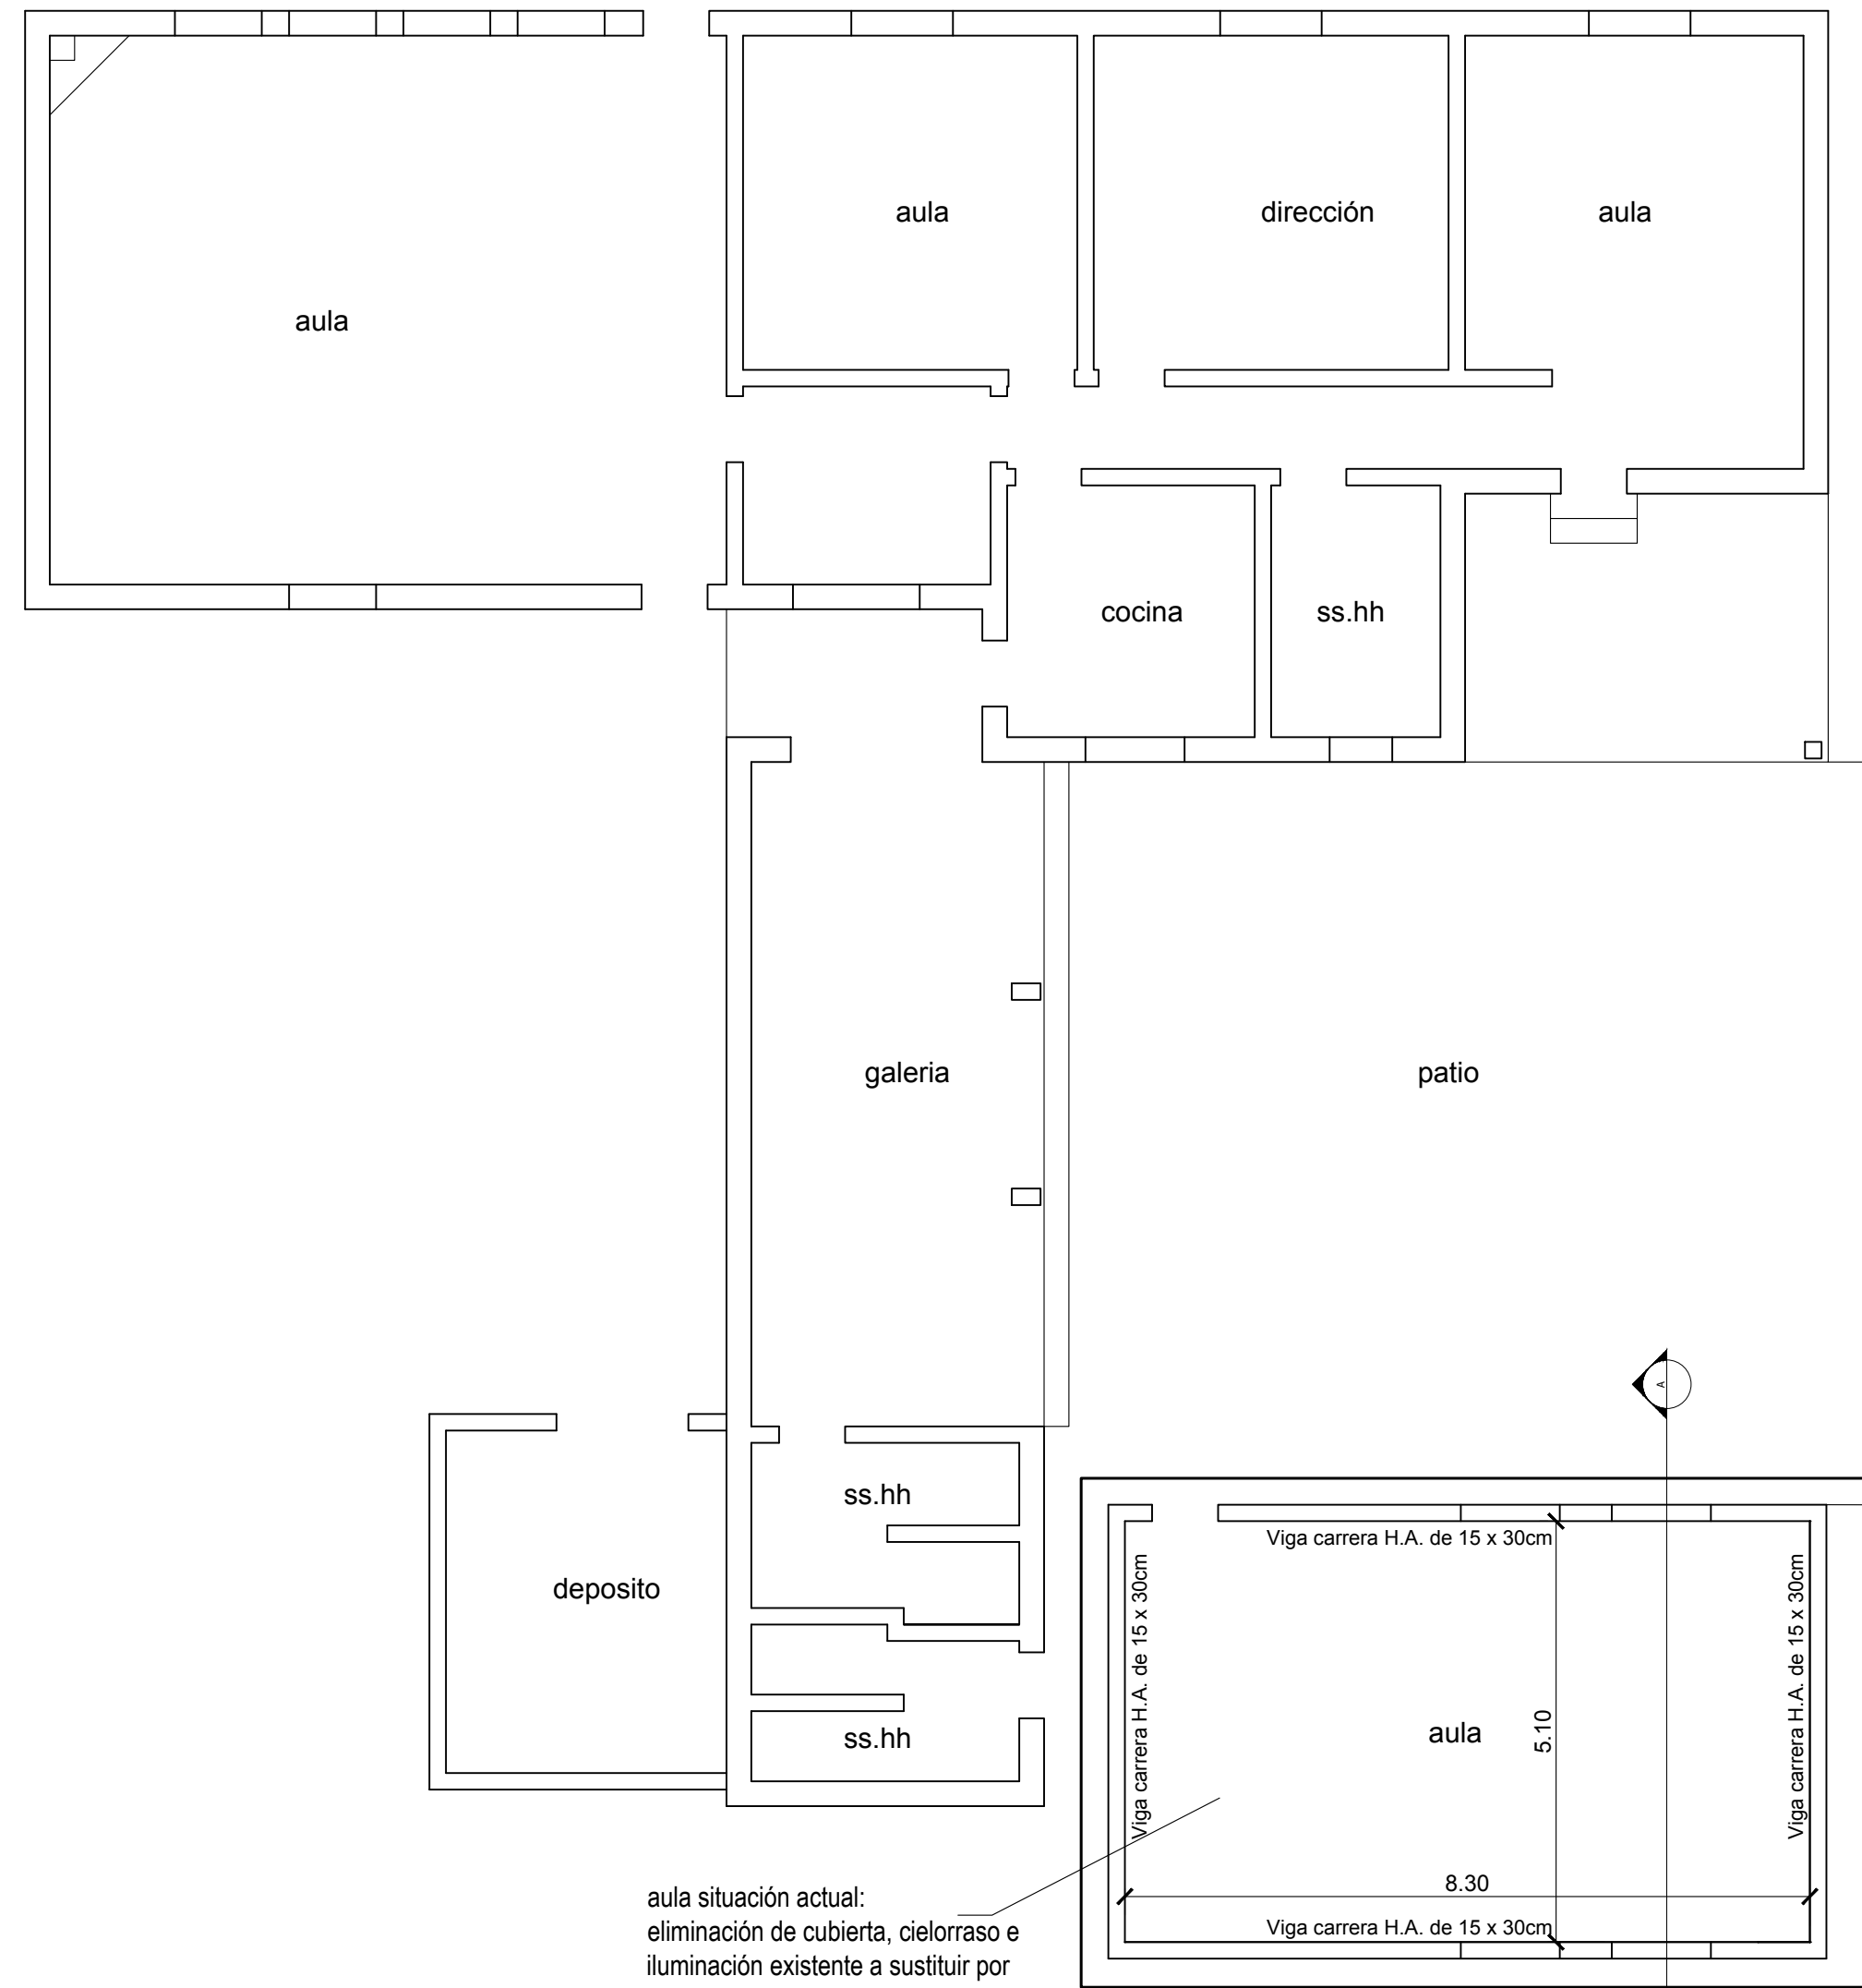 aula
dirección
aula
aula
cocina
ss.hh
galeria
patio
A
ss.hh
Viga carrera H.A. de 15 x 30cm
Viga carrera H.A. de 15 x 30cm
Viga carrera H.A. de 15 x 30cm
deposito
5.10
aula
ss.hh
8.30
Viga carrera H.A. de 15 x 30cm
aula situación actual:
eliminación de cubierta, cielorraso e
iluminación existente a sustituir por